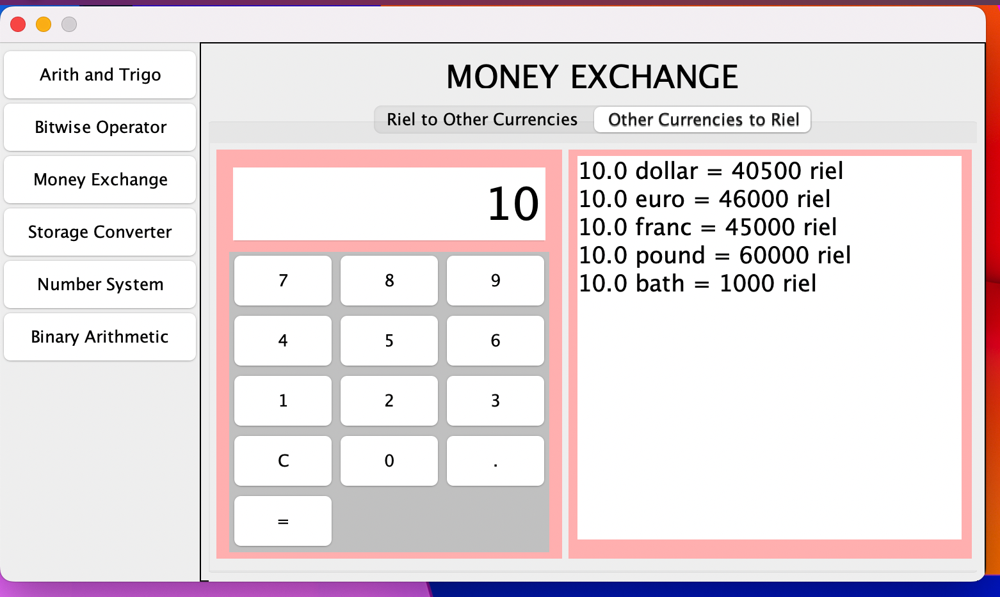 Arith and Trigo
Bitwise Operator
Money Exchange
Storage Converter
Number System
Binary Arithmetic
MONEY EXCHANGE
Riel to Other Currencies
Other Currencies to Riel
10
7 8 9
4 5 6
1 2 3
C 0 .
=
10.0 dollar = 40500 riel
10.0 euro = 46000 riel
10.0 franc = 45000 riel
10.0 pound = 60000 riel
10.0 bath = 1000 riel